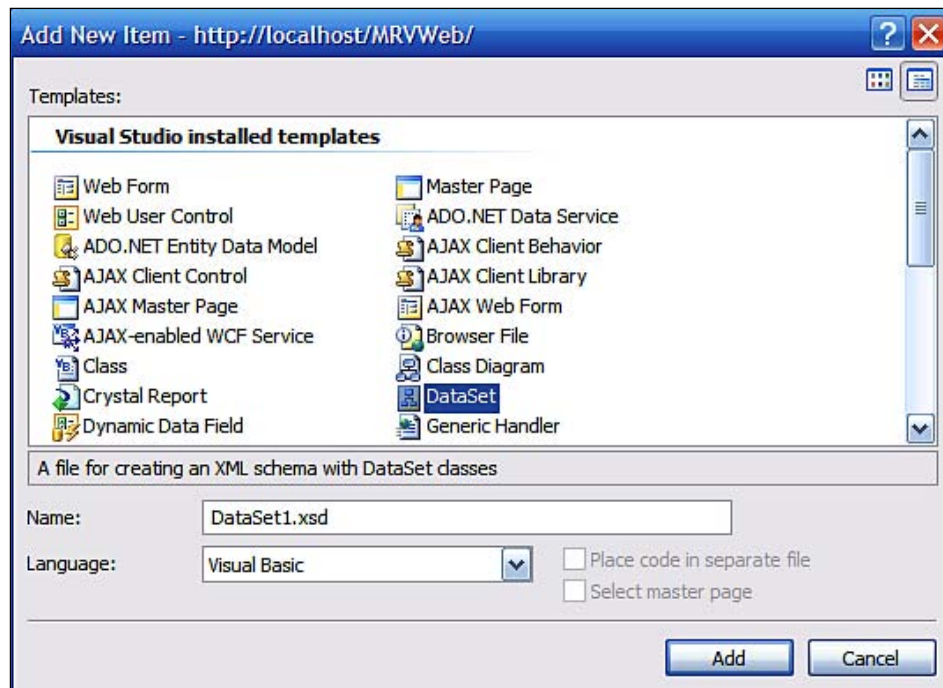 Add New Item - http://localhost/MRVWeb/
Templates:
Visual Studio installed templates
Web Form
Master Page
Web User Control
ADO.NET Data Service
ADO.NET Entity Data Model
AJAX Client Behavior
AJAX Client Control
AJAX Client Library
AJAX Master Page
AJAX Web Form
AJAX-enabled WCF Service
Browser File
Class
Class Diagram
Crystal Report
DataSet
Dynamic Data Field
Generic Handler
A file for creating an XML schema with DataSet classes
Name:
DataSet1.xsd
Language:
Visual Basic
Place code in separate file
Select master page
Add
Cancel